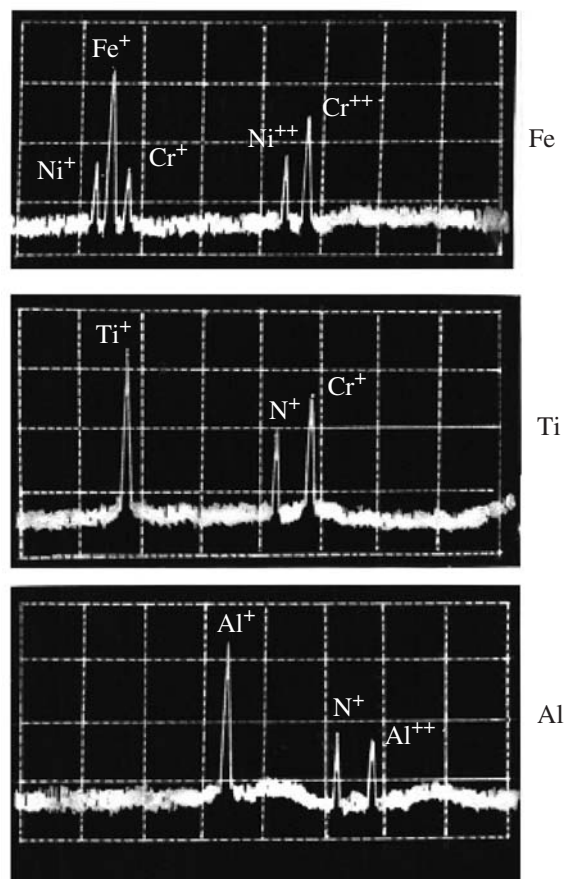 Fe⁺
Ni⁺ Cr⁺ Ni⁺⁺ Cr⁺⁺
Fe
Ti⁺
N⁺ Cr⁺
Ti
Al⁺
N⁺ Al⁺⁺
Al